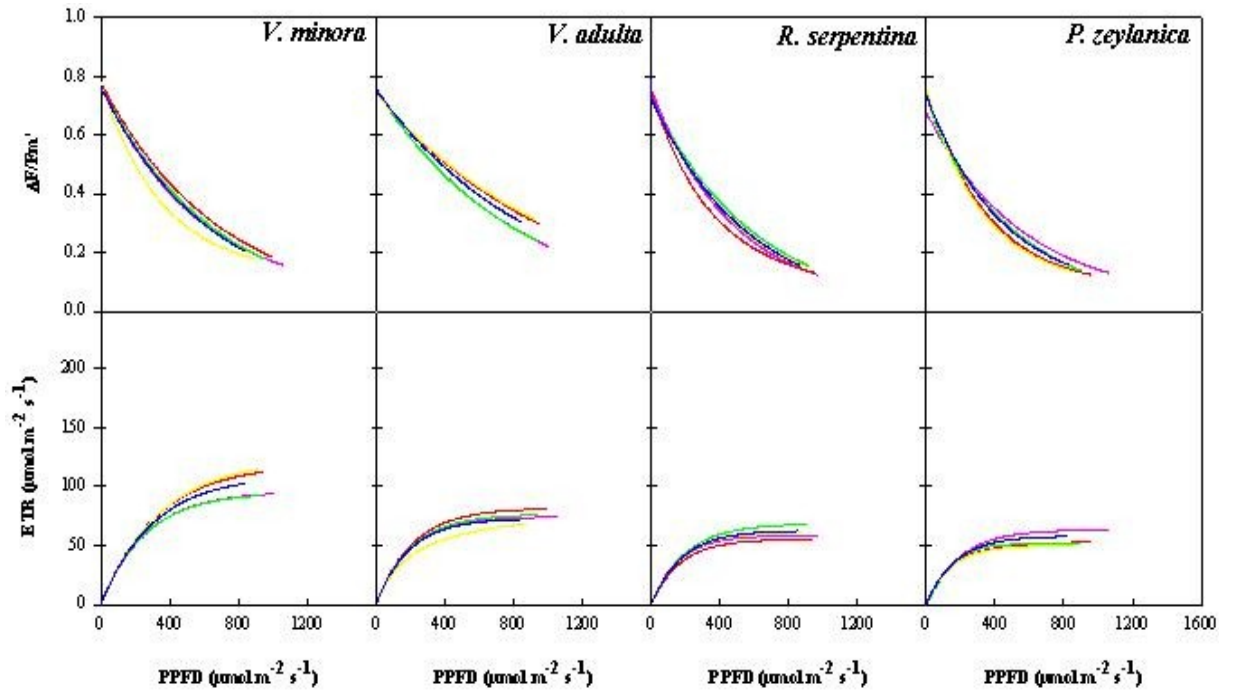 V. minora V. adulta R. serpentina P. zeylanica
1.0
0.8
0.6
0.4
0.2
0.0
ΔF/Fm'
200
150
100
50
0
ETR (µmol m⁻² s⁻¹)
0 400 800 1200 0 400 800 1200 0 400 800 1200 0 400 800 1200 1600
PPFD (µmol m⁻² s⁻¹) PPFD (µmol m⁻² s⁻¹) PPFD (µmol m⁻² s⁻¹) PPFD (µmol m⁻² s⁻¹)